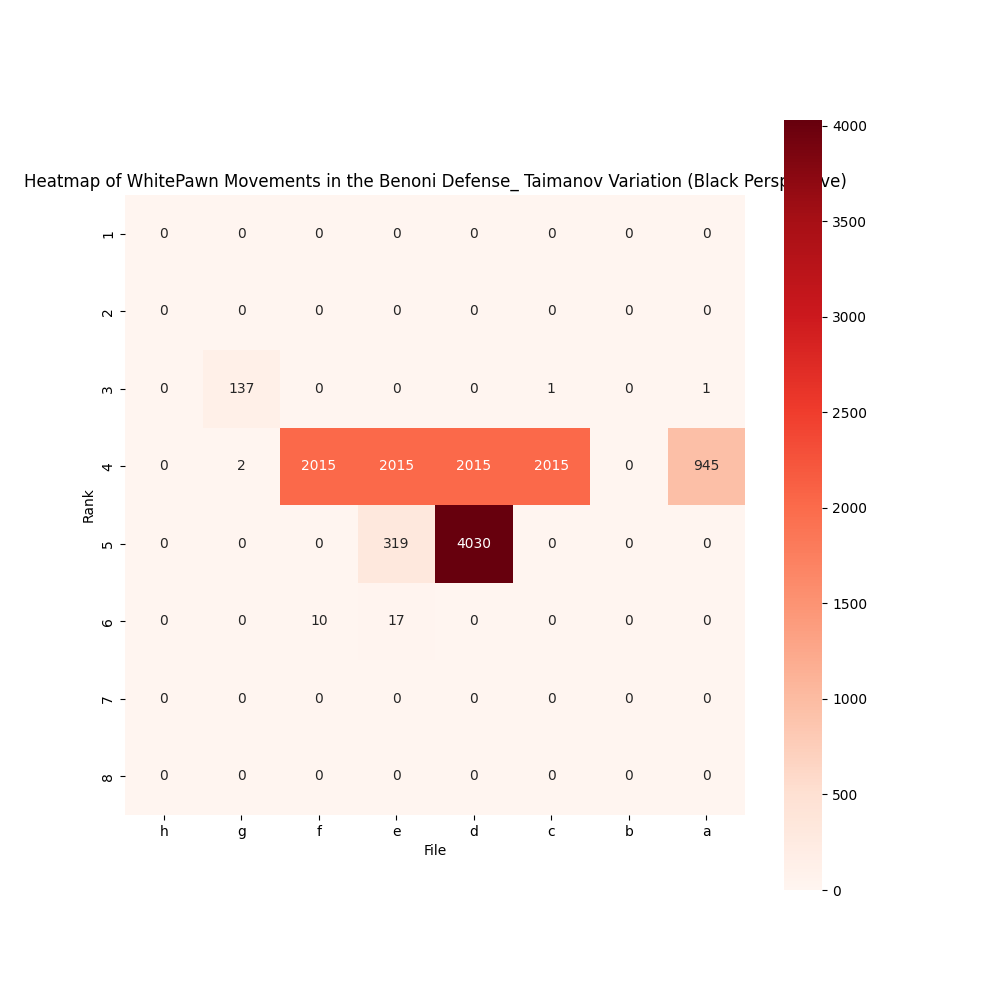 4000
Heatmap of WhitePawn Movements in the Benoni Defense_ Taimanov Variation (Black Persp ve)
3500
3000
2500
2000
1500
1000
500
0
1 0 0 0 0 0 0 0 0
2 0 0 0 0 0 0 0 0
3 0 137 0 0 0 1 0 1
4 0 2 2015 2015 2015 2015 0 945
Rank
5 0 0 0 319 4030 0 0 0
6 0 0 10 17 0 0 0 0
7 0 0 0 0 0 0 0 0
8 0 0 0 0 0 0 0 0
h g f e d c b a
File